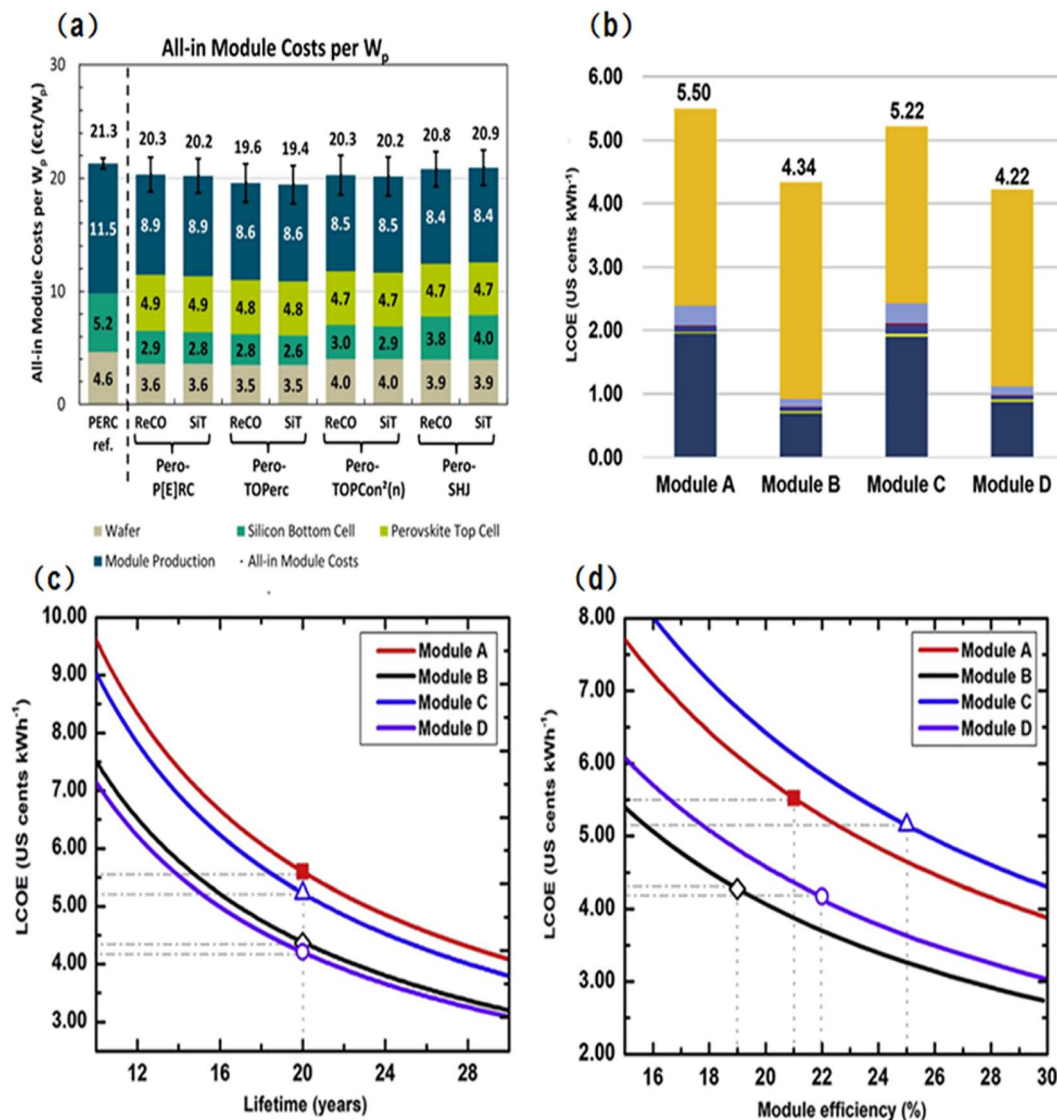 (a)
All-in Module Costs per Wp
All-in Module Costs per Wp (€ct/Wp)
30
20
10
0
21.3
20.3
20.2
19.6
19.4
20.3
20.2
20.8
20.9
11.5
8.9
8.9
8.6
8.6
8.5
8.5
8.4
8.4
4.9
4.9
4.8
4.8
4.7
4.7
4.7
4.7
5.2
2.9
2.8
2.8
2.6
3.0
2.9
3.8
4.0
4.6
3.6
3.6
3.5
3.5
4.0
4.0
3.9
3.9
PERC
ref.
ReCO
SiT
ReCO
SiT
ReCO
SiT
ReCO
SiT
Pero-
P[E]RC
Pero-
TOPerc
Pero-
TOPCon²(n)
Pero-
SHJ
Wafer
Silicon Bottom Cell
Perovskite Top Cell
Module Production
All-in Module Costs
(b)
LCOE (US cents kWh⁻¹)
6.00
5.00
4.00
3.00
2.00
1.00
0.00
5.50
4.34
5.22
4.22
Module A
Module B
Module C
Module D
(c)
LCOE (US cents kWh⁻¹)
10.00
9.00
8.00
7.00
6.00
5.00
4.00
3.00
Module A
Module B
Module C
Module D
12
16
20
24
28
Lifetime (years)
(d)
LCOE (US cents kWh⁻¹)
8.00
7.00
6.00
5.00
4.00
3.00
2.00
Module A
Module B
Module C
Module D
16
18
20
22
24
26
28
30
Module efficiency (%)